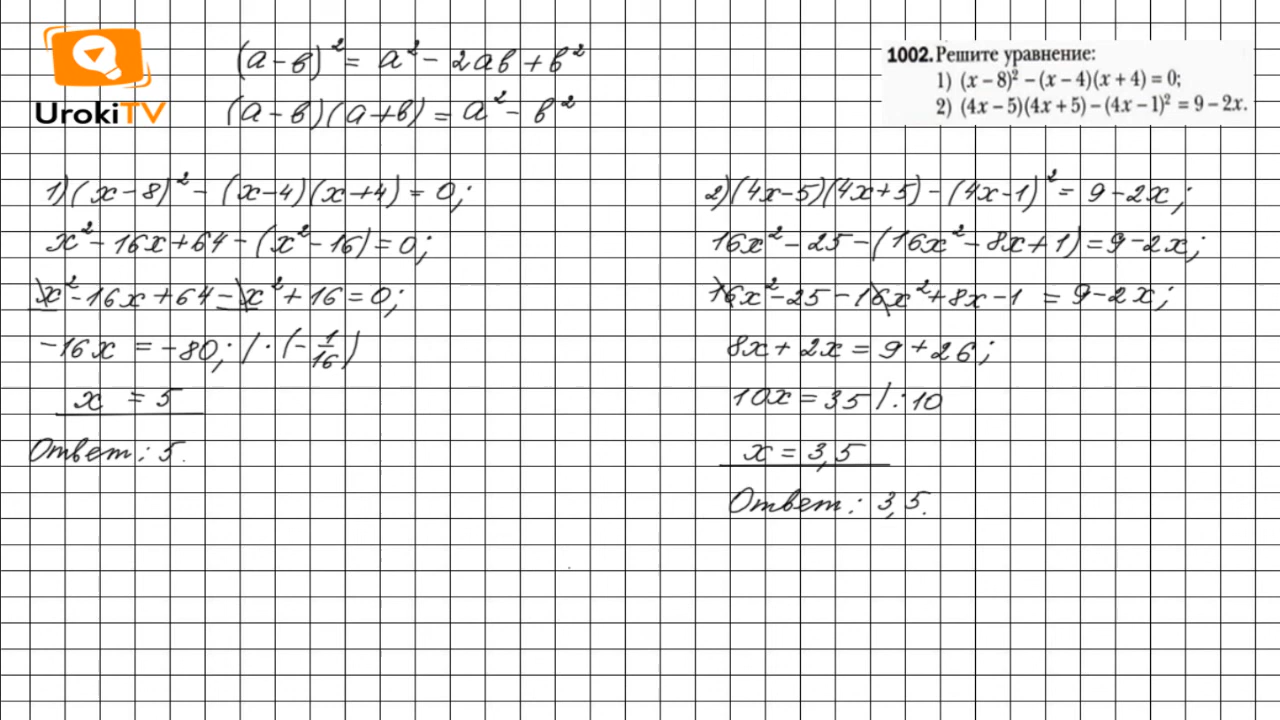 UrokiTV
(a-в)² = a² - 2ав + в²
(a-в)(a+в) = a² - в²
1002. Решите уравнение:
1) (x – 8)² – (x – 4)(x + 4) = 0;
2) (4x – 5)(4x + 5) – (4x – 1)² = 9 – 2x.
1) (x-8)² - (x-4)(x+4) = 0;
x² - 16x + 64 - (x² - 16) = 0;
x² - 16x + 64 - x² + 16 = 0;
-16x = -80; / · (-1/16)
x = 5
Ответ: 5.
2) (4x-5)(4x+5) - (4x-1)² = 9 - 2x;
16x² - 25 - (16x² - 8x + 1) = 9 - 2x;
16x² - 25 - 16x² + 8x - 1 = 9 - 2x;
8x + 2x = 9 + 26;
10x = 35 / : 10
x = 3,5
Ответ: 3,5.